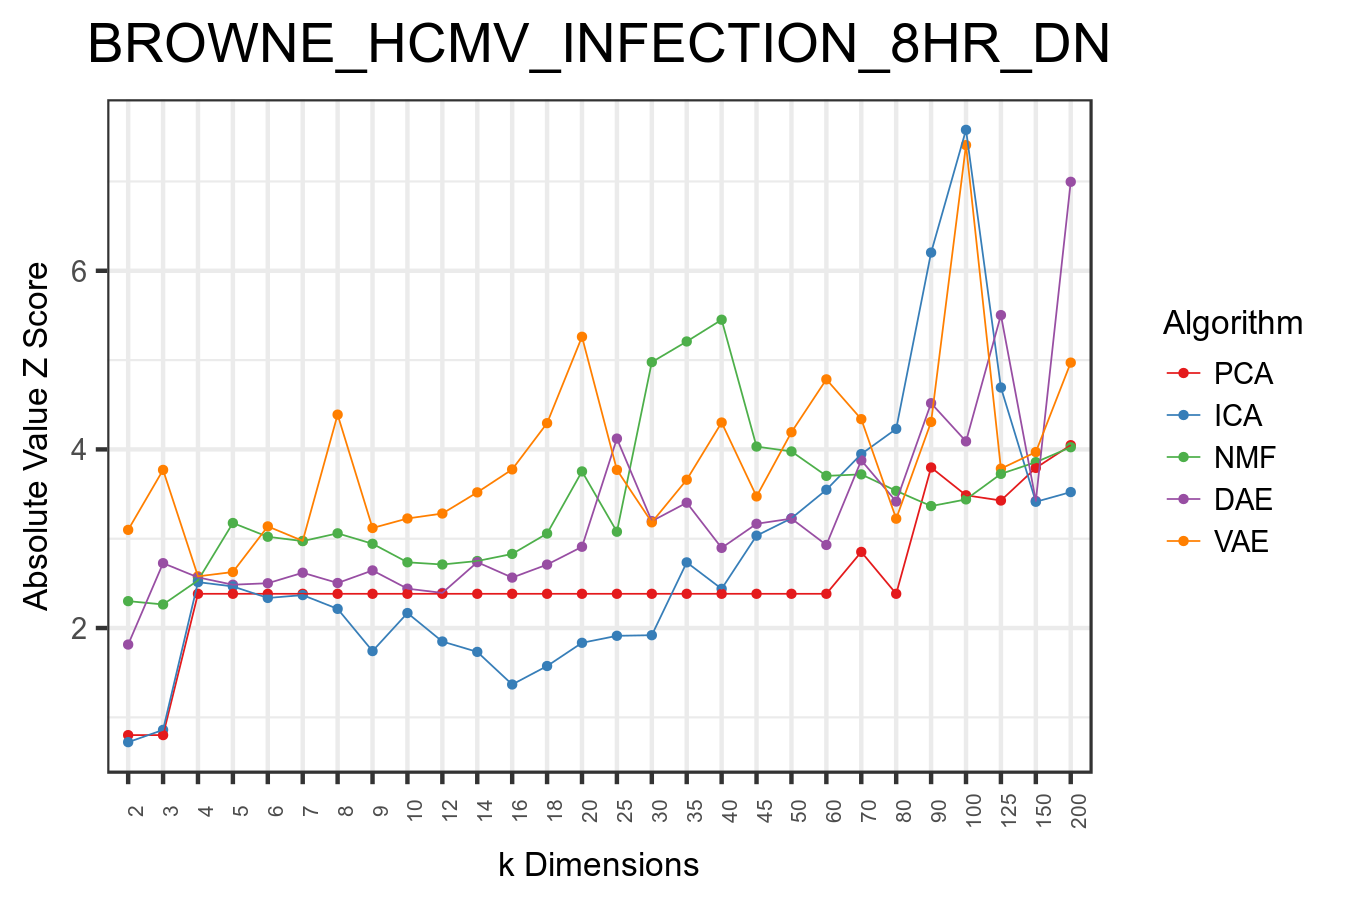 BROWNE_HCMV_INFECTION_8HR_DN
Absolute Value Z Score
6
4
2
2 3 4 5 6 7 8 9 10 12 14 16 18 20 25 30 35 40 45 50 60 70 80 90 100 125 150 200
k Dimensions
Algorithm
PCA
ICA
NMF
DAE
VAE